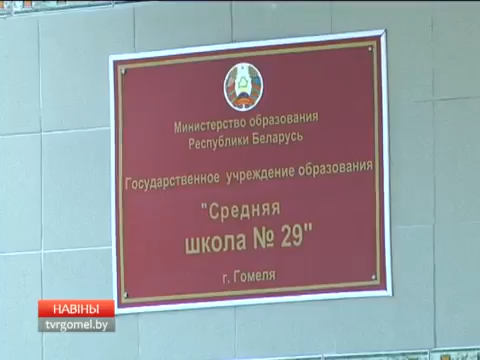 Министерство образования
Республики Беларусь
Государственное учреждение образования
"Средняя
школа № 29"
г. Гомеля
НАВІНЫ
tvrgomel.by